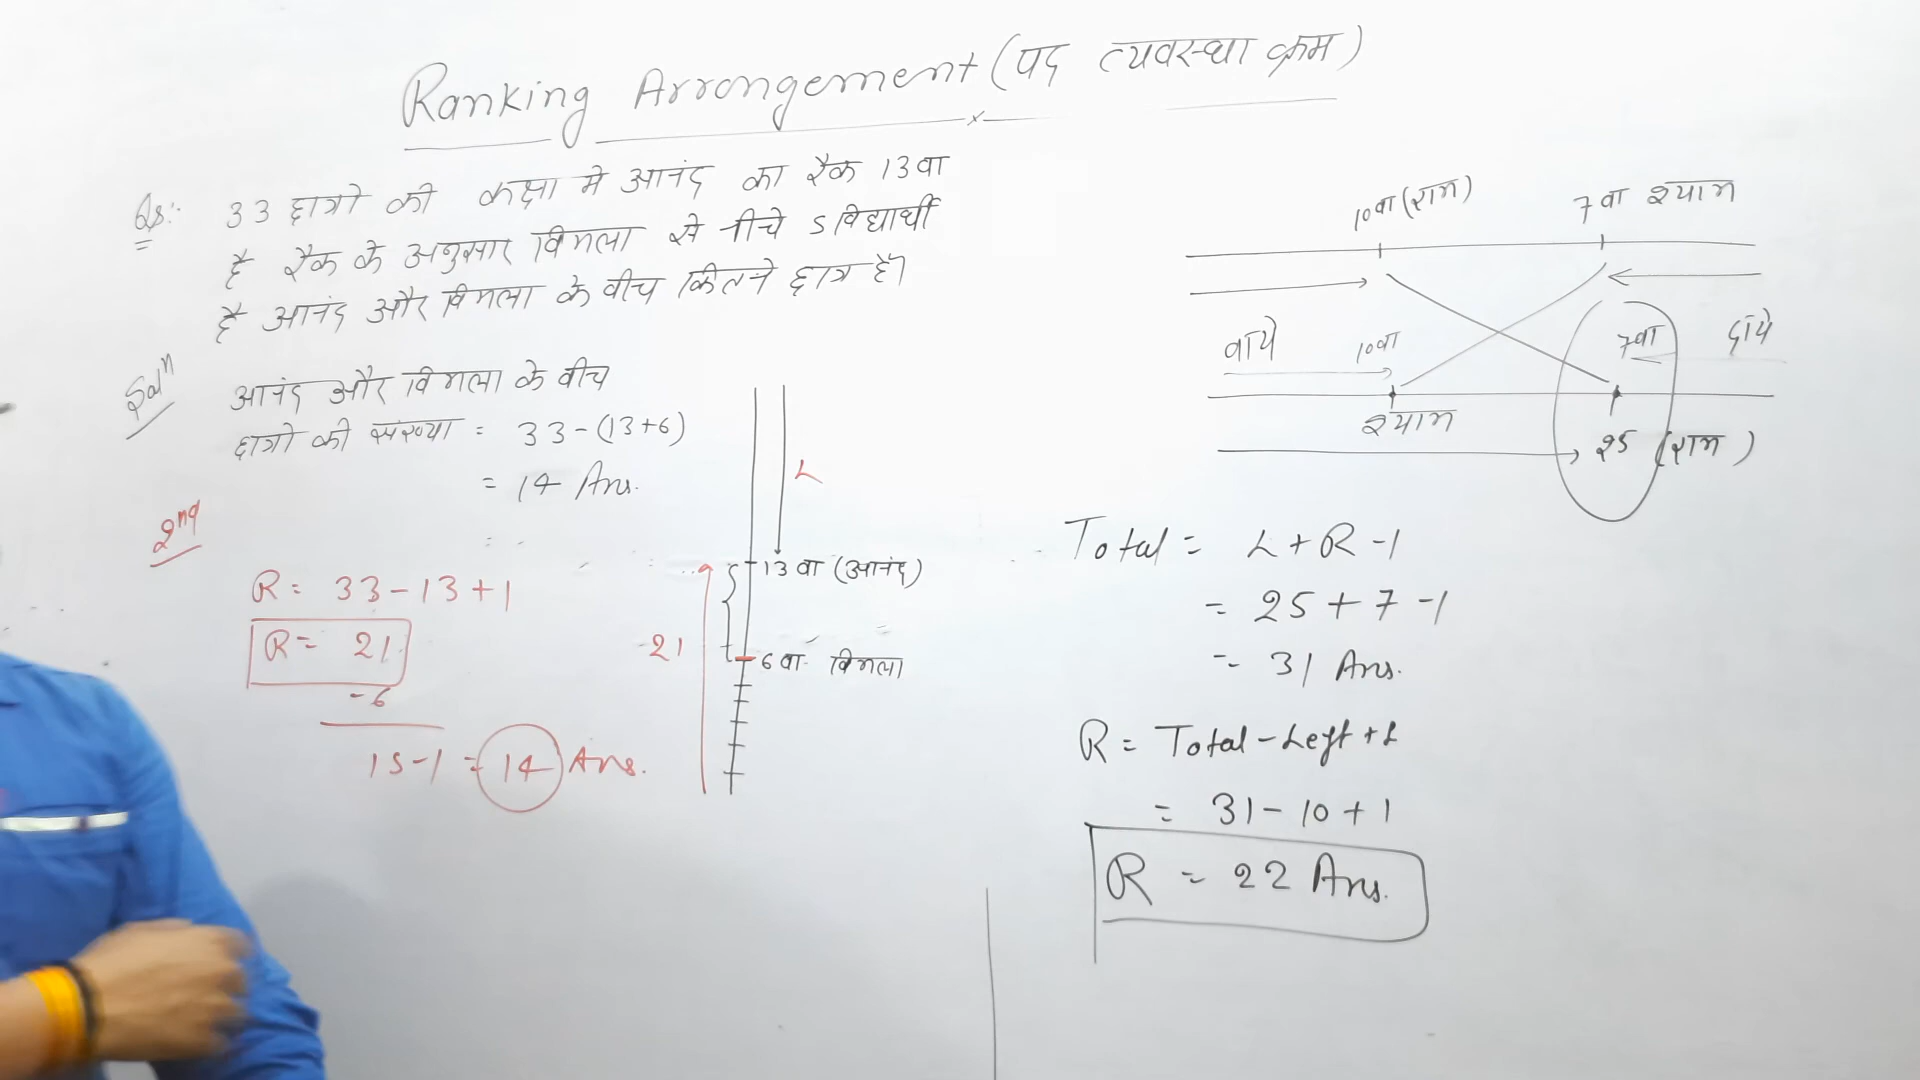 Ranking Arrangement (पद व्यवस्था क्रम)
Qs:- 33 छात्रो की कक्षा मे आनंद का रैंक 13वा
है रैंक के अनुसार विमला से नीचे 5 विद्यार्थी
है आनंद और विमला के बीच कितने छात्र हैं।
Solⁿ आनंद और विमला के बीच
छात्रो की संख्या = 33-(13+6)
= 14 Ans.
2nd
R= 33-13+1
R= 21
-6
15-1 = 14 Ans.
L
13 वा (आनंद)
21
6 वा विमला
10वा (राम) 7 वा श्याम
बाये 10वा 7वा दाये
श्याम
25 (राम)
Total = L+R-1
= 25+7-1
= 31 Ans.
R = Total-Left+1
= 31-10+1
R = 22 Ans.